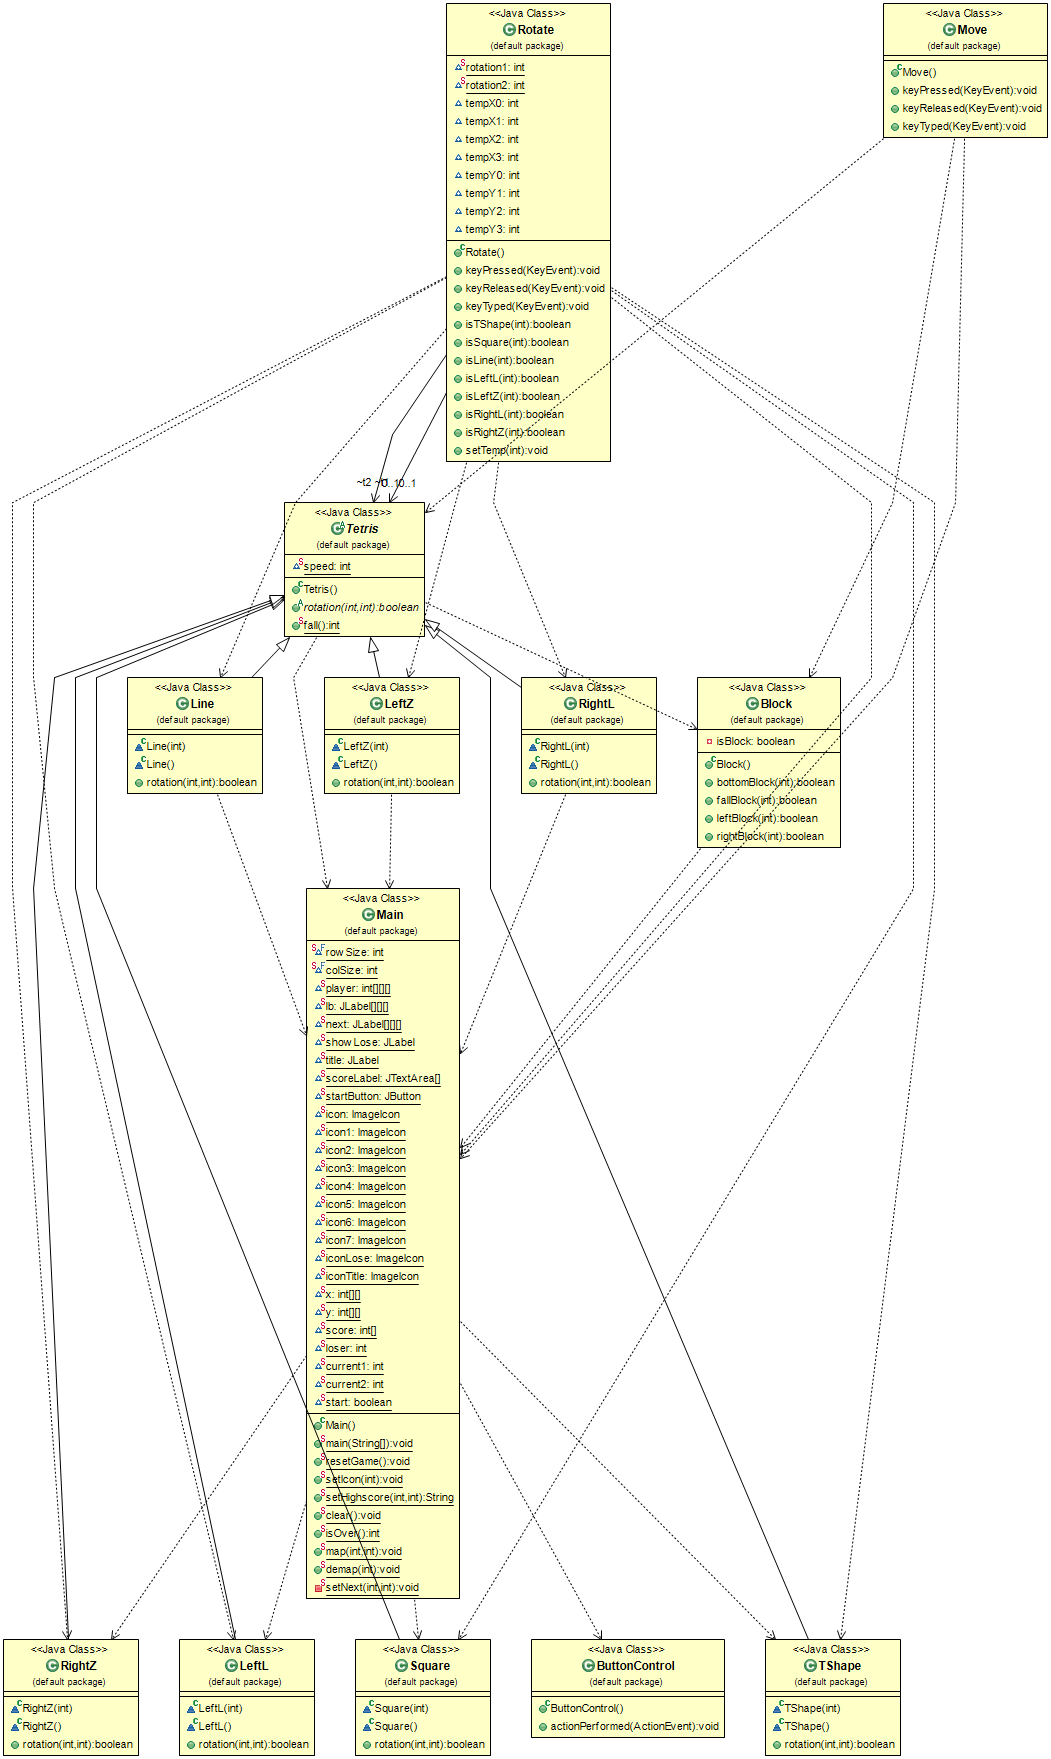 <<Java Class>>
Rotate
(default package)
rotation1: int
rotation2: int
tempX0: int
tempX1: int
tempX2: int
tempX3: int
tempY0: int
tempY1: int
tempY2: int
tempY3: int
Rotate()
keyPressed(KeyEvent):void
keyReleased(KeyEvent):void
keyTyped(KeyEvent):void
isTShape(int):boolean
isSquare(int):boolean
isLine(int):boolean
isLeftL(int):boolean
isLeftZ(int):boolean
isRightL(int):boolean
isRightZ(int):boolean
setTemp(int):void
<<Java Class>>
Move
(default package)
Move()
keyPressed(KeyEvent):void
keyReleased(KeyEvent):void
keyTyped(KeyEvent):void
~t2
<<Java Class>>
Tetris
(default package)
speed: int
Tetris()
rotation(int,int):boolean
fall():int
<<Java Class>>
Line
(default package)
Line(int)
Line()
rotation(int,int):boolean
<<Java Class>>
LeftZ
(default package)
LeftZ(int)
LeftZ()
rotation(int,int):boolean
<<Java Class>>
RightL
(default package)
RightL(int)
RightL()
rotation(int,int):boolean
<<Java Class>>
Block
(default package)
isBlock: boolean
Block()
bottomBlock(int):boolean
fallBlock(int):boolean
leftBlock(int):boolean
rightBlock(int):boolean
<<Java Class>>
Main
(default package)
rowSize: int
colSize: int
player: int[][][]
lb: JLabel[][][]
next: JLabel[][][]
showLose: JLabel
title: JLabel
scoreLabel: JTextArea[]
startButton: JButton
icon: ImageIcon
icon1: ImageIcon
icon2: ImageIcon
icon3: ImageIcon
icon4: ImageIcon
icon5: ImageIcon
icon6: ImageIcon
icon7: ImageIcon
iconLose: ImageIcon
iconTitle: ImageIcon
x: int[][]
y: int[][]
score: int[]
loser: int
current1: int
current2: int
start: boolean
Main()
main(String[]):void
resetGame():void
setIcon(int):void
setHighscore(int,int):String
clear():void
isOver():int
map(int,int):void
demap(int):void
setNext(int,int):void
<<Java Class>>
RightZ
(default package)
RightZ(int)
RightZ()
rotation(int,int):boolean
<<Java Class>>
LeftL
(default package)
LeftL(int)
LeftL()
rotation(int,int):boolean
<<Java Class>>
Square
(default package)
Square(int)
Square()
rotation(int,int):boolean
<<Java Class>>
ButtonControl
(default package)
ButtonControl()
actionPerformed(ActionEvent):void
<<Java Class>>
TShape
(default package)
TShape(int)
TShape()
rotation(int,int):boolean